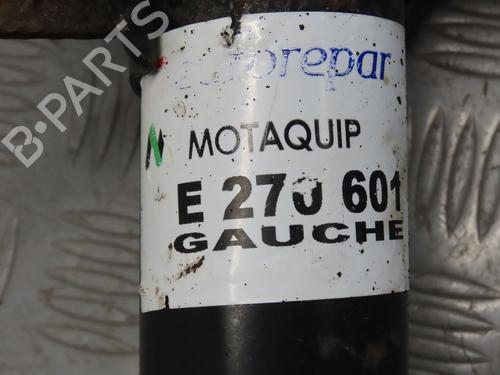 eurorepar
MOTAQUIP
E 270 601
GAUCHE
B-PARTS